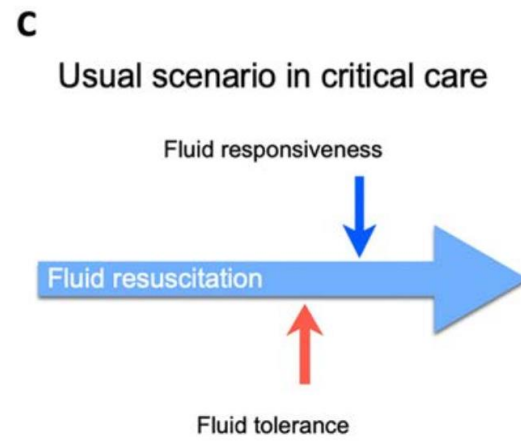 C
Usual scenario in critical care
Fluid responsiveness
Fluid resuscitation
Fluid tolerance